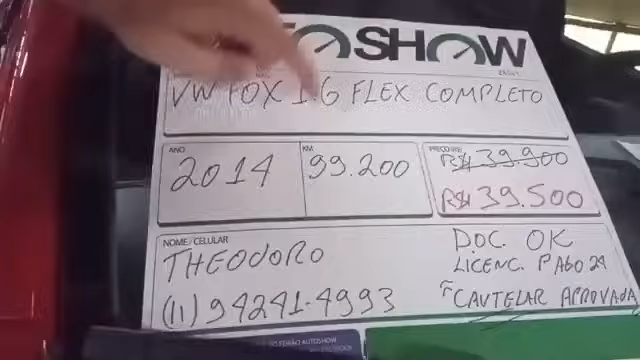 SHOW
VW FOX 1.6 FLEX COMPLETO
ANO
2014
KM
99.200
R$ 39.900
R$ 39.500
NOME/CELULAR
THEODORO
(11) 94241-4993
DOC. OK
LICENC. PAGO 24
CAUTELAR APROVADA